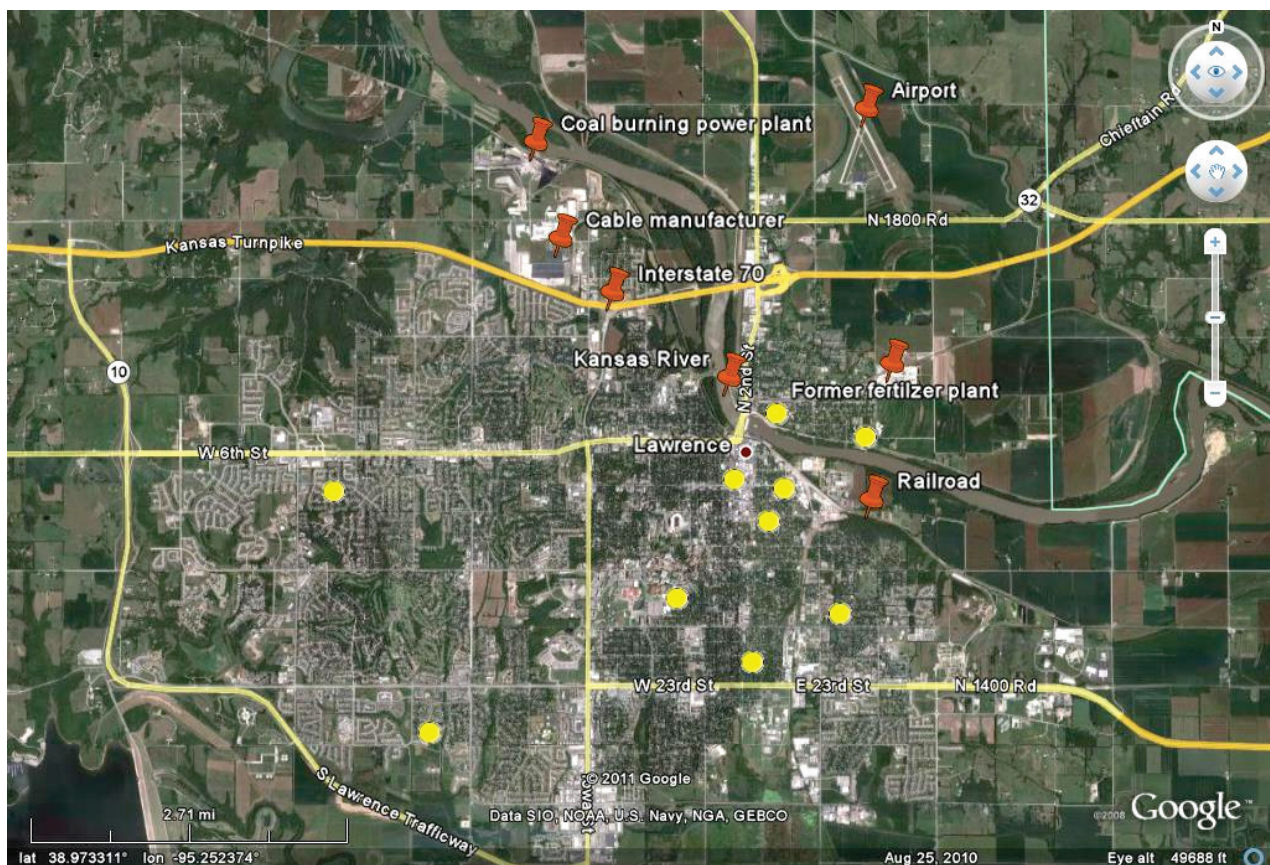 N
Airport
Chieftain Rd
Coal burning power plant
32
Cable manufacturer
N 1800 Rd
Kansas Turnpike
Interstate 70
10
Kansas River
N 2nd St
Former fertilzer plant
Lawrence
W 6th St
Railroad
W 23rd St
E 23rd St
N 1400 Rd
S Lawrence Trafficway
© 2011 Google
2.71 mi
Data SIO, NOAA, U.S. Navy, NGA, GEBCO
©2008 Google™
lat 38.973311° lon -95.252374°
Aug 25, 2010
Eye alt 49688 ft